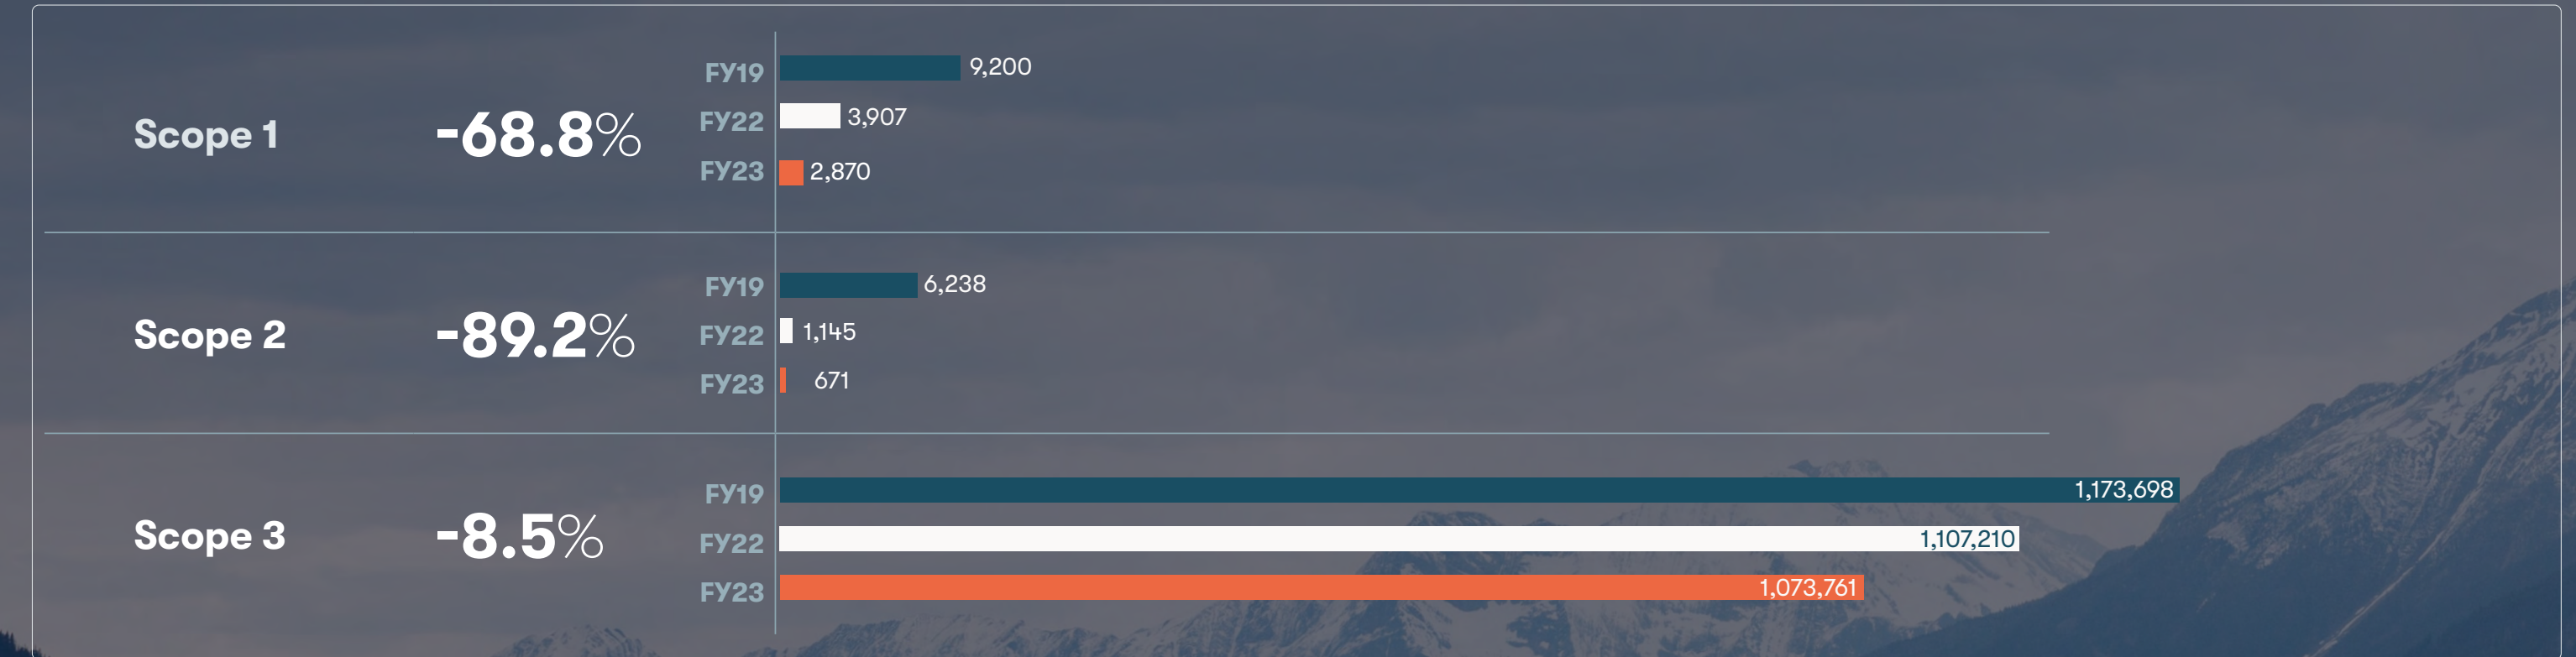 Scope 1
-68.8%
FY19 9,200
FY22 3,907
FY23 2,870
Scope 2
-89.2%
FY19 6,238
FY22 1,145
FY23 671
Scope 3
-8.5%
FY19 1,173,698
FY22 1,107,210
FY23 1,073,761